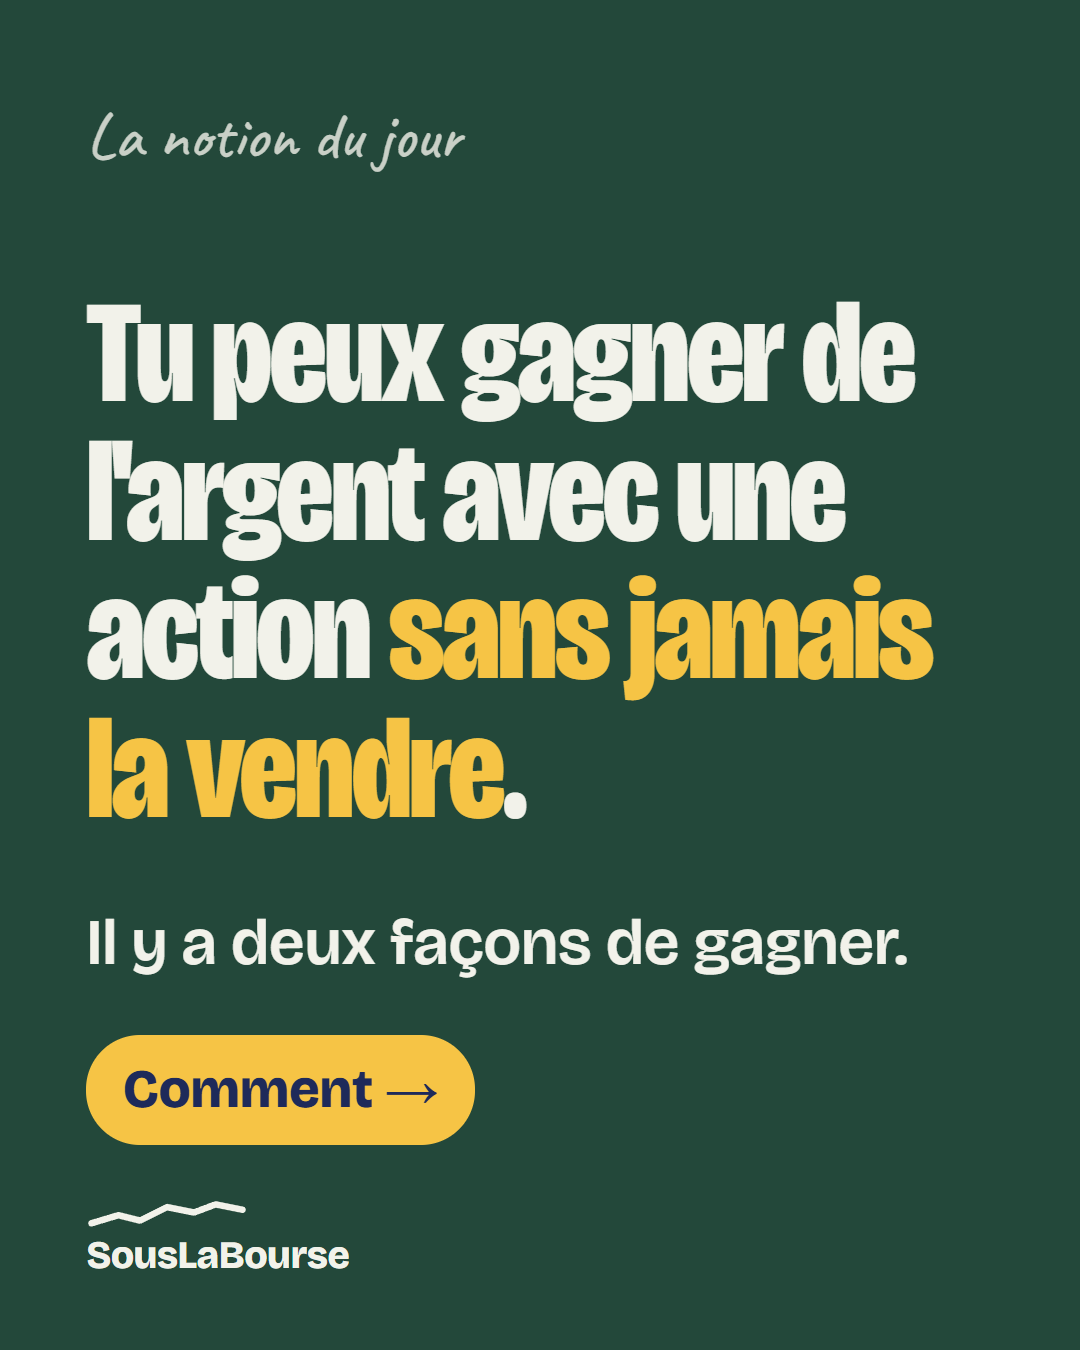 La notion du jour
Tu peux gagner de
l'argent avec une
action sans jamais
la vendre.
Il y a deux façons de gagner.
Comment →
SousLaBourse